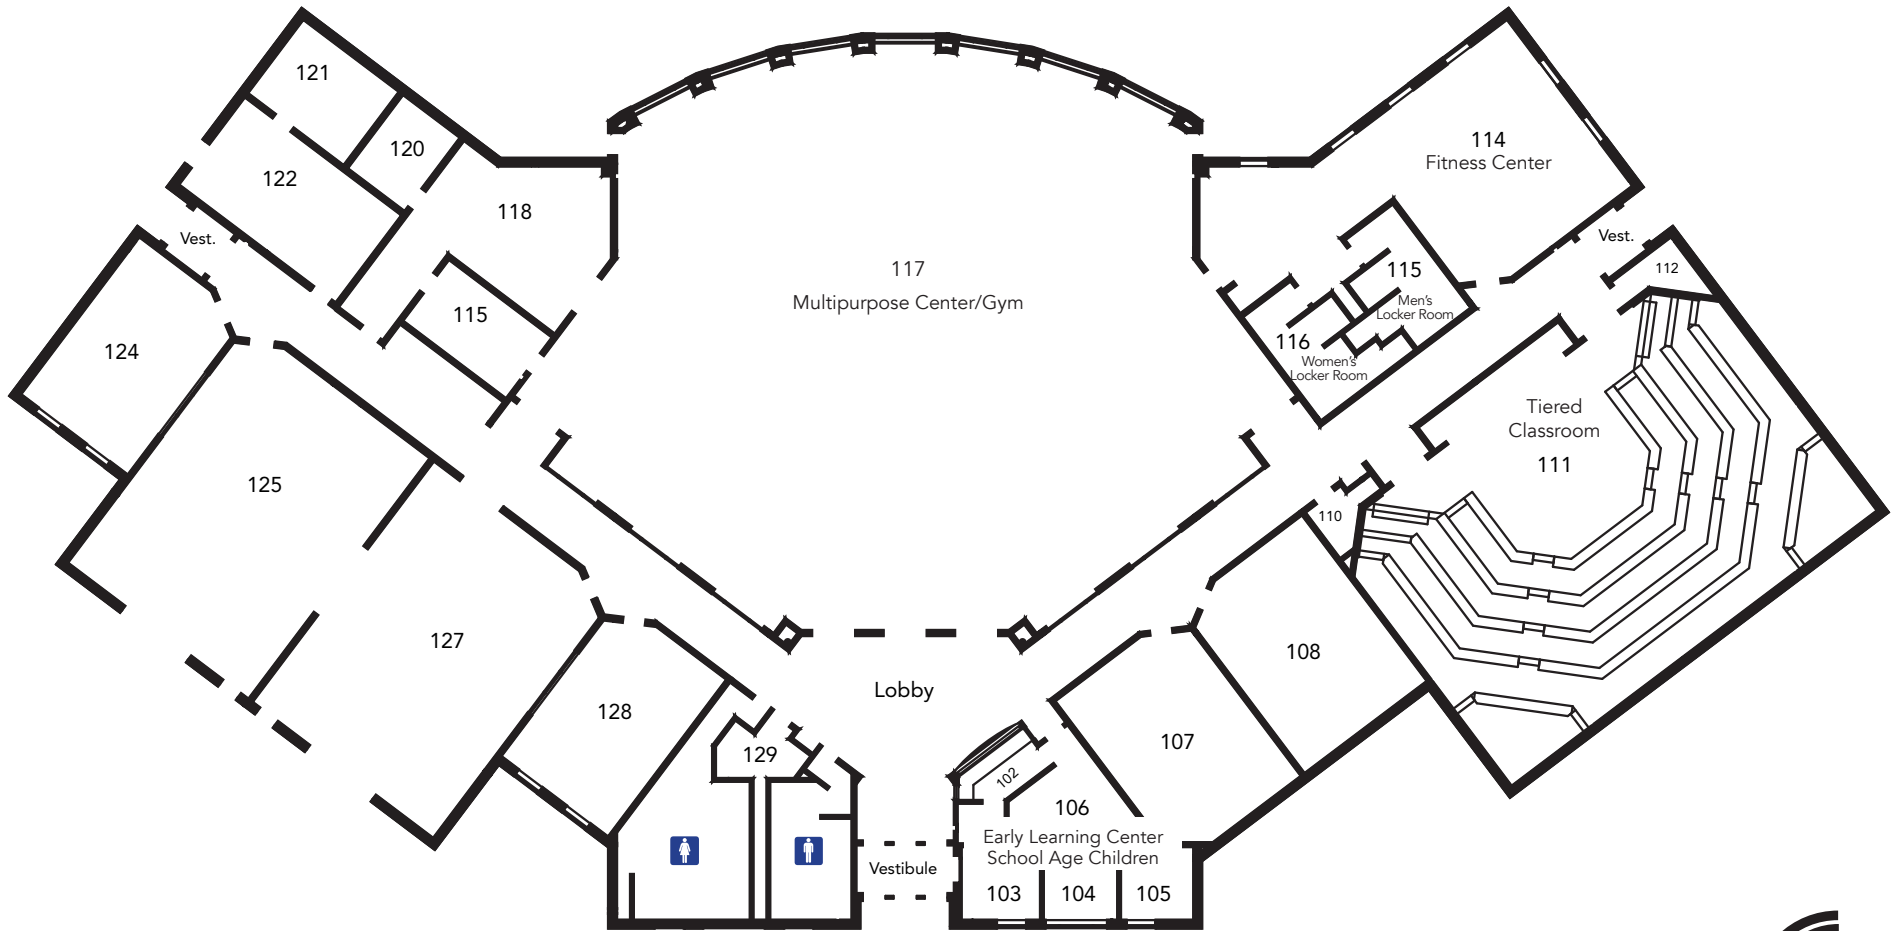 121
120
122
118
Vest.
124
115
125
127
128
129
117
Multipurpose Center/Gym
Lobby
Vestibule
114
Fitness Center
Vest.
112
115
Men's
Locker Room
116
Women's
Locker Room
Tiered
Classroom
111
110
108
107
102
106
Early Learning Center
School Age Children
103
104
105